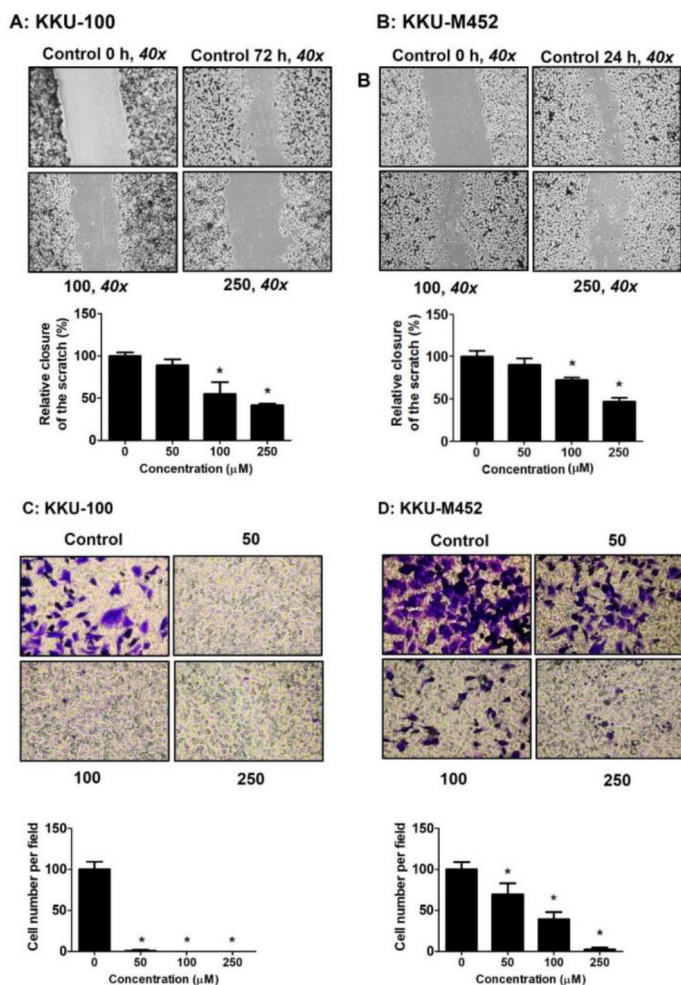 A: KKU-100
B: KKU-M452
Control 0 h, 40x
Control 72 h, 40x
B
Control 0 h, 40x
Control 24 h, 40x
100, 40x
250, 40x
100, 40x
250, 40x
Relative closure
of the scratch (%)
150
100
50
0
* *
0 50 100 250
Concentration (μM)
Relative closure
of the scratch (%)
150
100
50
0
* *
0 50 100 250
Concentration (μM)
C: KKU-100
D: KKU-M452
Control
50
Control
50
100
250
100
250
Cell number per field
150
100
50
0
* * *
0 50 100 250
Concentration (μM)
Cell number per field
150
100
50
0
* * *
0 50 100 250
Concentration (μM)